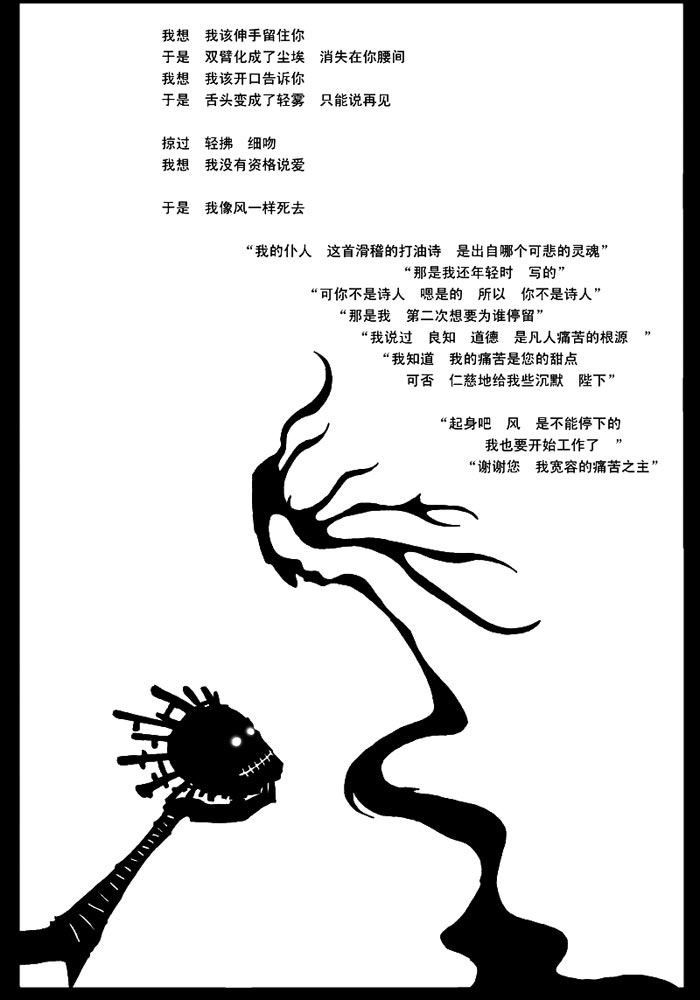 我想　我该伸手留住你
于是　双臂化成了尘埃　消失在你腰间
我想　我该开口告诉你
于是　舌头变成了轻雾　只能说再见
掠过　轻拂　细吻
我想　我没有资格说爱
于是　我像风一样死去
“我的仆人　这首滑稽的打油诗　是出自哪个可悲的灵魂”
“那是我还年轻时　写的”
“可你不是诗人　嗯是的　所以　你不是诗人”
“那是我　第二次想要为谁停留”
“我说过　良知　道德　是凡人痛苦的根源　”
“我知道　我的痛苦是您的甜点
可否　仁慈地给我些沉默　陛下”
“起身吧　风　是不能停下的
我也要开始工作了　”
“谢谢您　我宽容的痛苦之主”